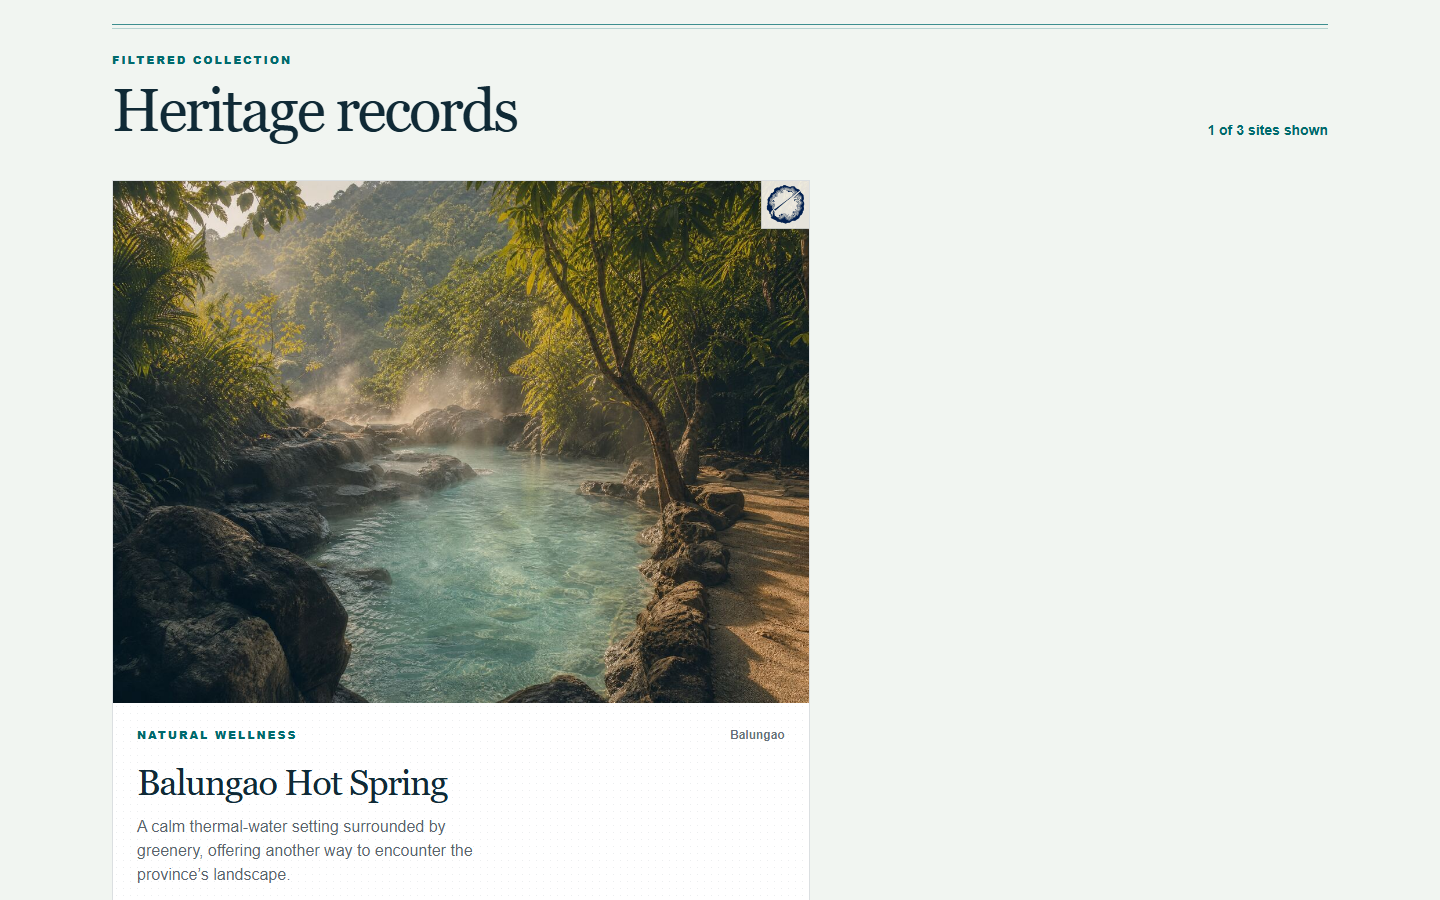 FILTERED COLLECTION
Heritage records
1 of 3 sites shown
NATURAL WELLNESS
Balungao
Balungao Hot Spring
A calm thermal-water setting surrounded by
greenery, offering another way to encounter the
province’s landscape.